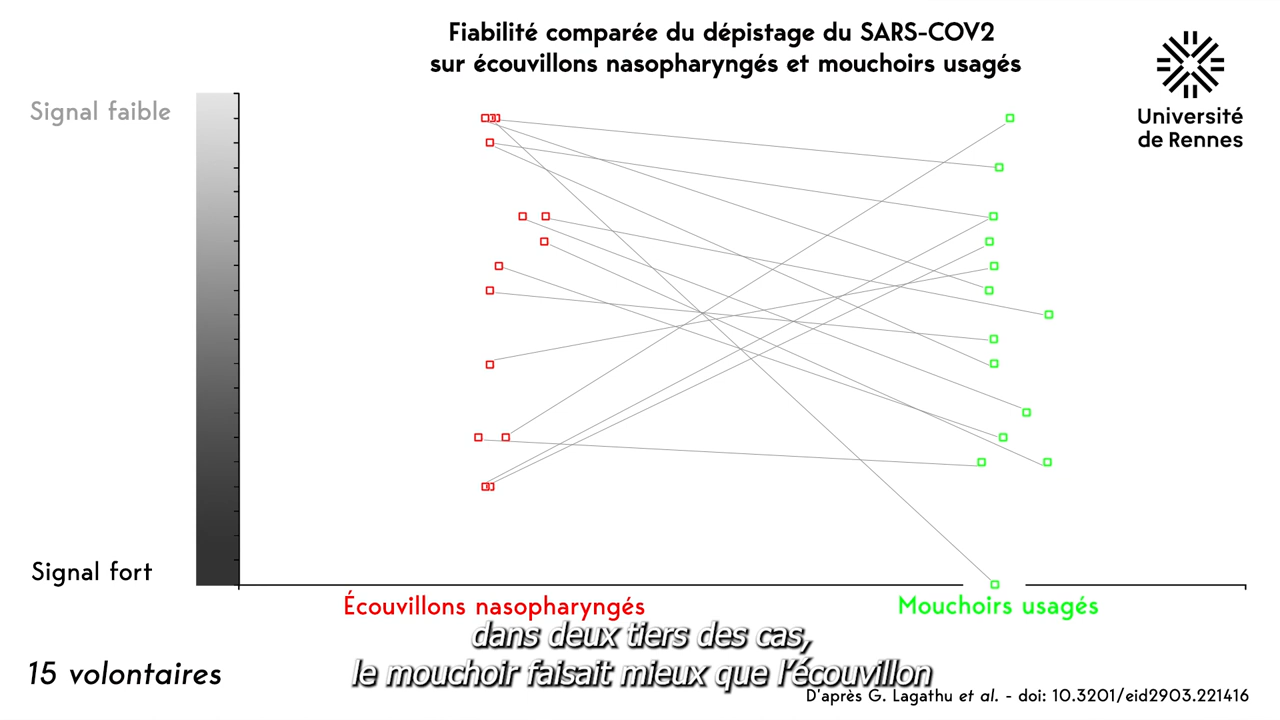 Fiabilité comparée du dépistage du SARS-COV2
sur écouvillons nasopharyngés et mouchoirs usagés
Université
de Rennes
Signal faible
Signal fort
Écouvillons nasopharyngés
Mouchoirs usagés
dans deux tiers des cas,
le mouchoir faisait mieux que l'écouvillon
15 volontaires
D'après G. Lagathu et al. - doi: 10.3201/eid2903.221416